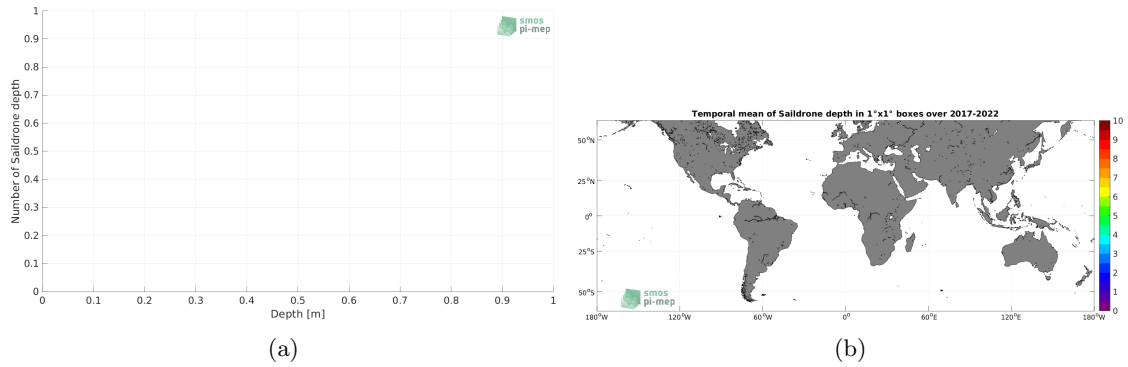 1
0.9
0.8
0.7
0.6
0.5
0.4
0.3
0.2
0.1
0
Number of Saildrone depth
0 0.1 0.2 0.3 0.4 0.5 0.6 0.7 0.8 0.9 1
Depth [m]
smos
pi-mep
(a)
Temporal mean of Saildrone depth in 1°x1° boxes over 2017-2022
50°N
25°N
0°
25°S
50°S
180°W 120°W 60°W 0° 60°E 120°E 180°W
smos
pi-mep
10
9
8
7
6
5
4
3
2
1
0
(b)